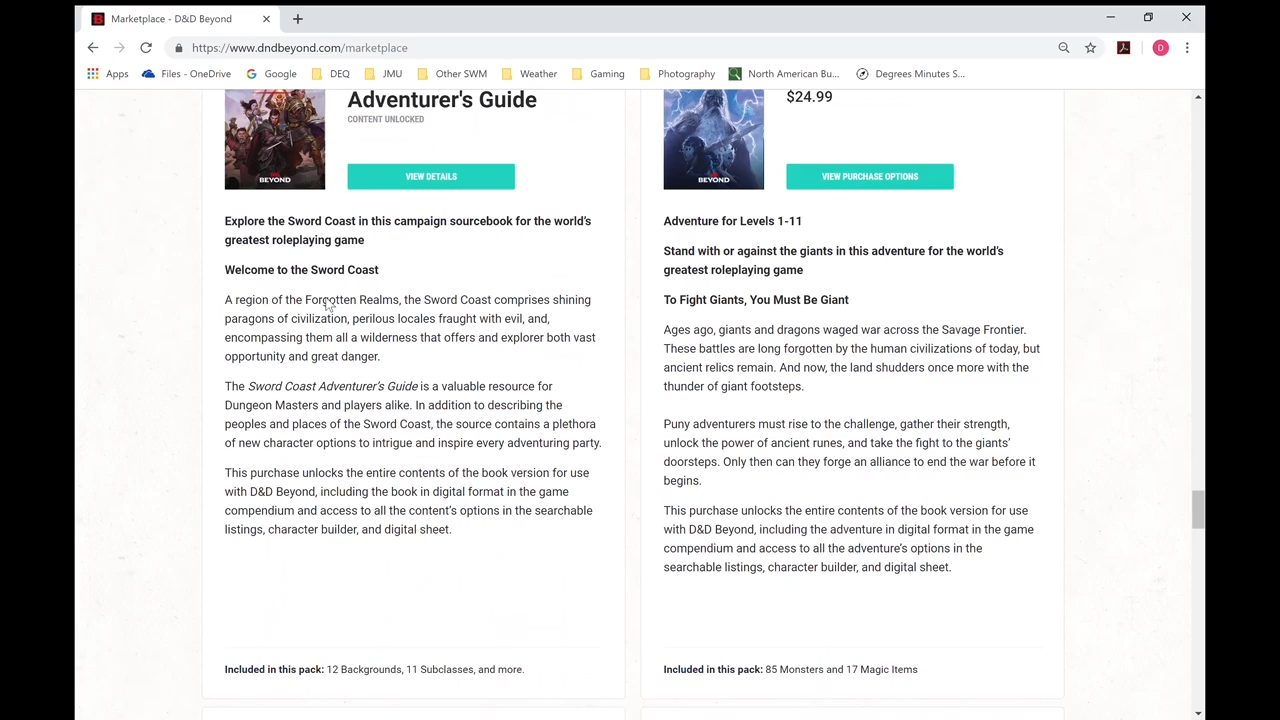 Marketplace - D&D Beyond
https://www.dndbeyond.com/marketplace
D
Apps
Files - OneDrive
Google
DEQ
JMU
Other SWM
Weather
Gaming
Photography
North American Bu...
Degrees Minutes S...
Adventurer's Guide
CONTENT UNLOCKED
BEYOND
VIEW DETAILS
Explore the Sword Coast in this campaign sourcebook for the world's
greatest roleplaying game
Welcome to the Sword Coast
A region of the Forgotten Realms, the Sword Coast comprises shining
paragons of civilization, perilous locales fraught with evil, and,
encompassing them all a wilderness that offers and explorer both vast
opportunity and great danger.
The Sword Coast Adventurer's Guide is a valuable resource for
Dungeon Masters and players alike. In addition to describing the
peoples and places of the Sword Coast, the source contains a plethora
of new character options to intrigue and inspire every adventuring party.
This purchase unlocks the entire contents of the book version for use
with D&D Beyond, including the book in digital format in the game
compendium and access to all the content's options in the searchable
listings, character builder, and digital sheet.
Included in this pack: 12 Backgrounds, 11 Subclasses, and more.
$24.99
BEYOND
VIEW PURCHASE OPTIONS
Adventure for Levels 1-11
Stand with or against the giants in this adventure for the world's
greatest roleplaying game
To Fight Giants, You Must Be Giant
Ages ago, giants and dragons waged war across the Savage Frontier.
These battles are long forgotten by the human civilizations of today, but
ancient relics remain. And now, the land shudders once more with the
thunder of giant footsteps.
Puny adventurers must rise to the challenge, gather their strength,
unlock the power of ancient runes, and take the fight to the giants'
doorsteps. Only then can they forge an alliance to end the war before it
begins.
This purchase unlocks the entire contents of the book version for use
with D&D Beyond, including the adventure in digital format in the game
compendium and access to all the adventure's options in the
searchable listings, character builder, and digital sheet.
Included in this pack: 85 Monsters and 17 Magic Items